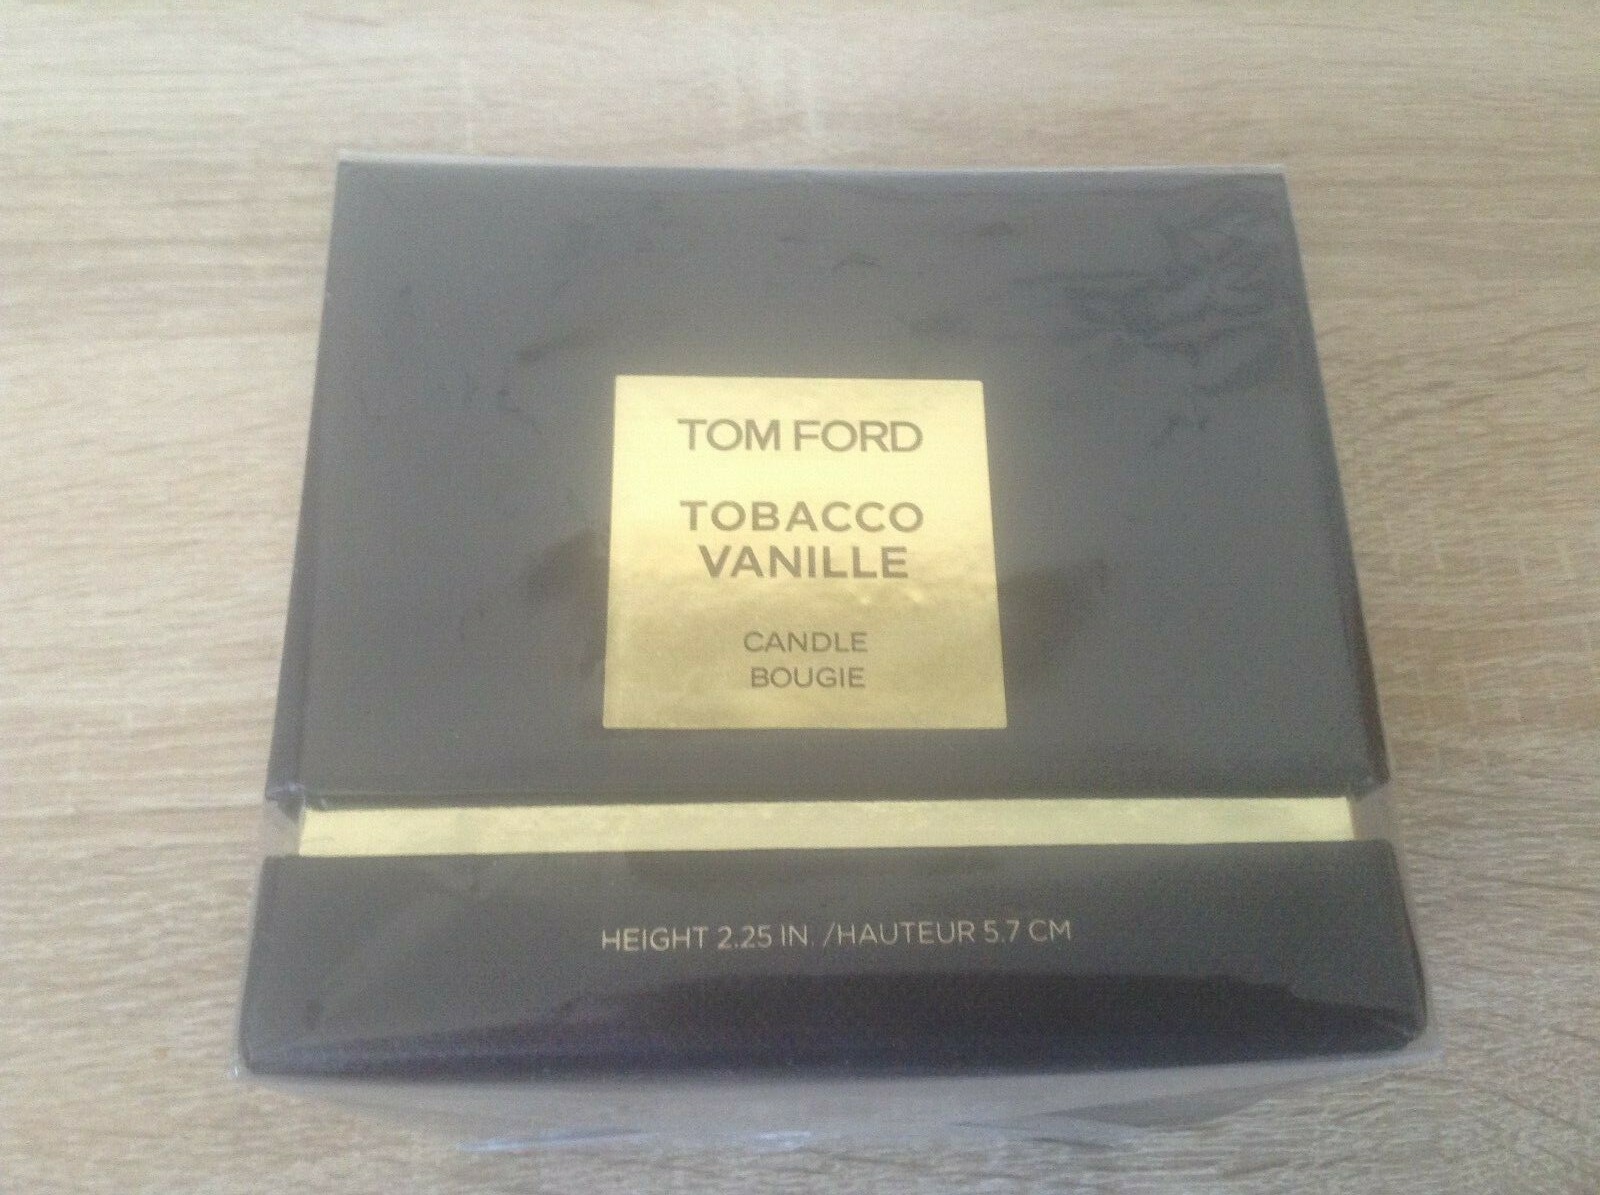 TOM FORD
TOBACCO
VANILLE
CANDLE
BOUGIE
HEIGHT 2.25 IN. /HAUTEUR 5.7 CM